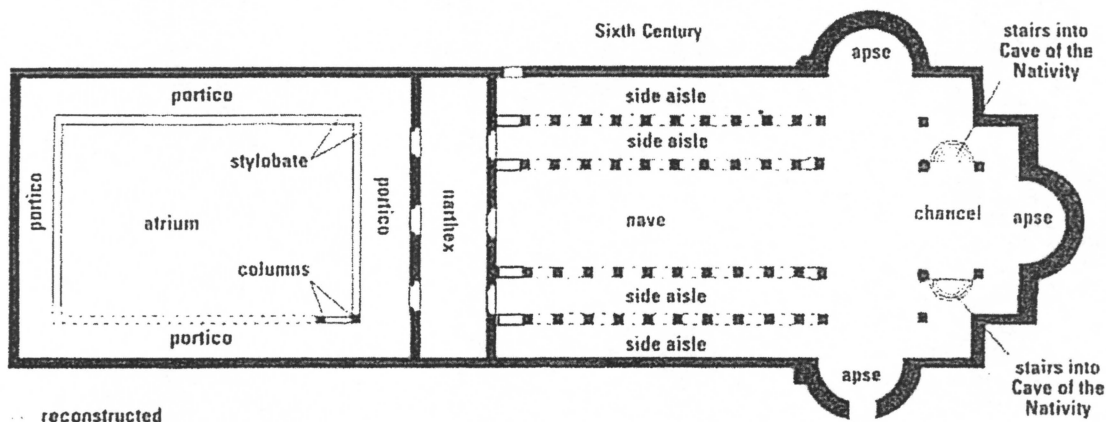 Sixth Century
stairs into
Cave of the
Nativity
apse
portico
side aisle
side aisle
stylobate
portico
atrium
portico
narthex
nave
chancel
apse
columns
side aisle
portico
side aisle
apse
stairs into
Cave of the
Nativity
reconstructed